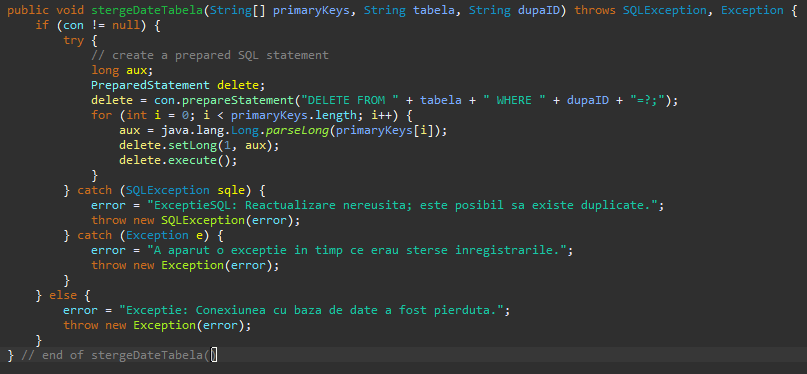 public void stergeDateTabela(String[] primaryKeys, String tabela, String dupaID) throws SQLException, Exception {
if (con != null) {
try {
// create a prepared SQL statement
long aux;
PreparedStatement delete;
delete = con.prepareStatement("DELETE FROM " + tabela + " WHERE " + dupaID + "=?;");
for (int i = 0; i < primaryKeys.length; i++) {
aux = java.lang.Long.parseLong(primaryKeys[i]);
delete.setLong(1, aux);
delete.execute();
}
} catch (SQLException sqle) {
error = "ExceptieSQL: Reactualizare nereusita; este posibil sa existe duplicate.";
throw new SQLException(error);
} catch (Exception e) {
error = "A aparut o exceptie in timp ce erau sterse inregistrarile.";
throw new Exception(error);
}
} else {
error = "Exceptie: Conexiunea cu baza de date a fost pierduta.";
throw new Exception(error);
}
} // end of stergeDateTabela()